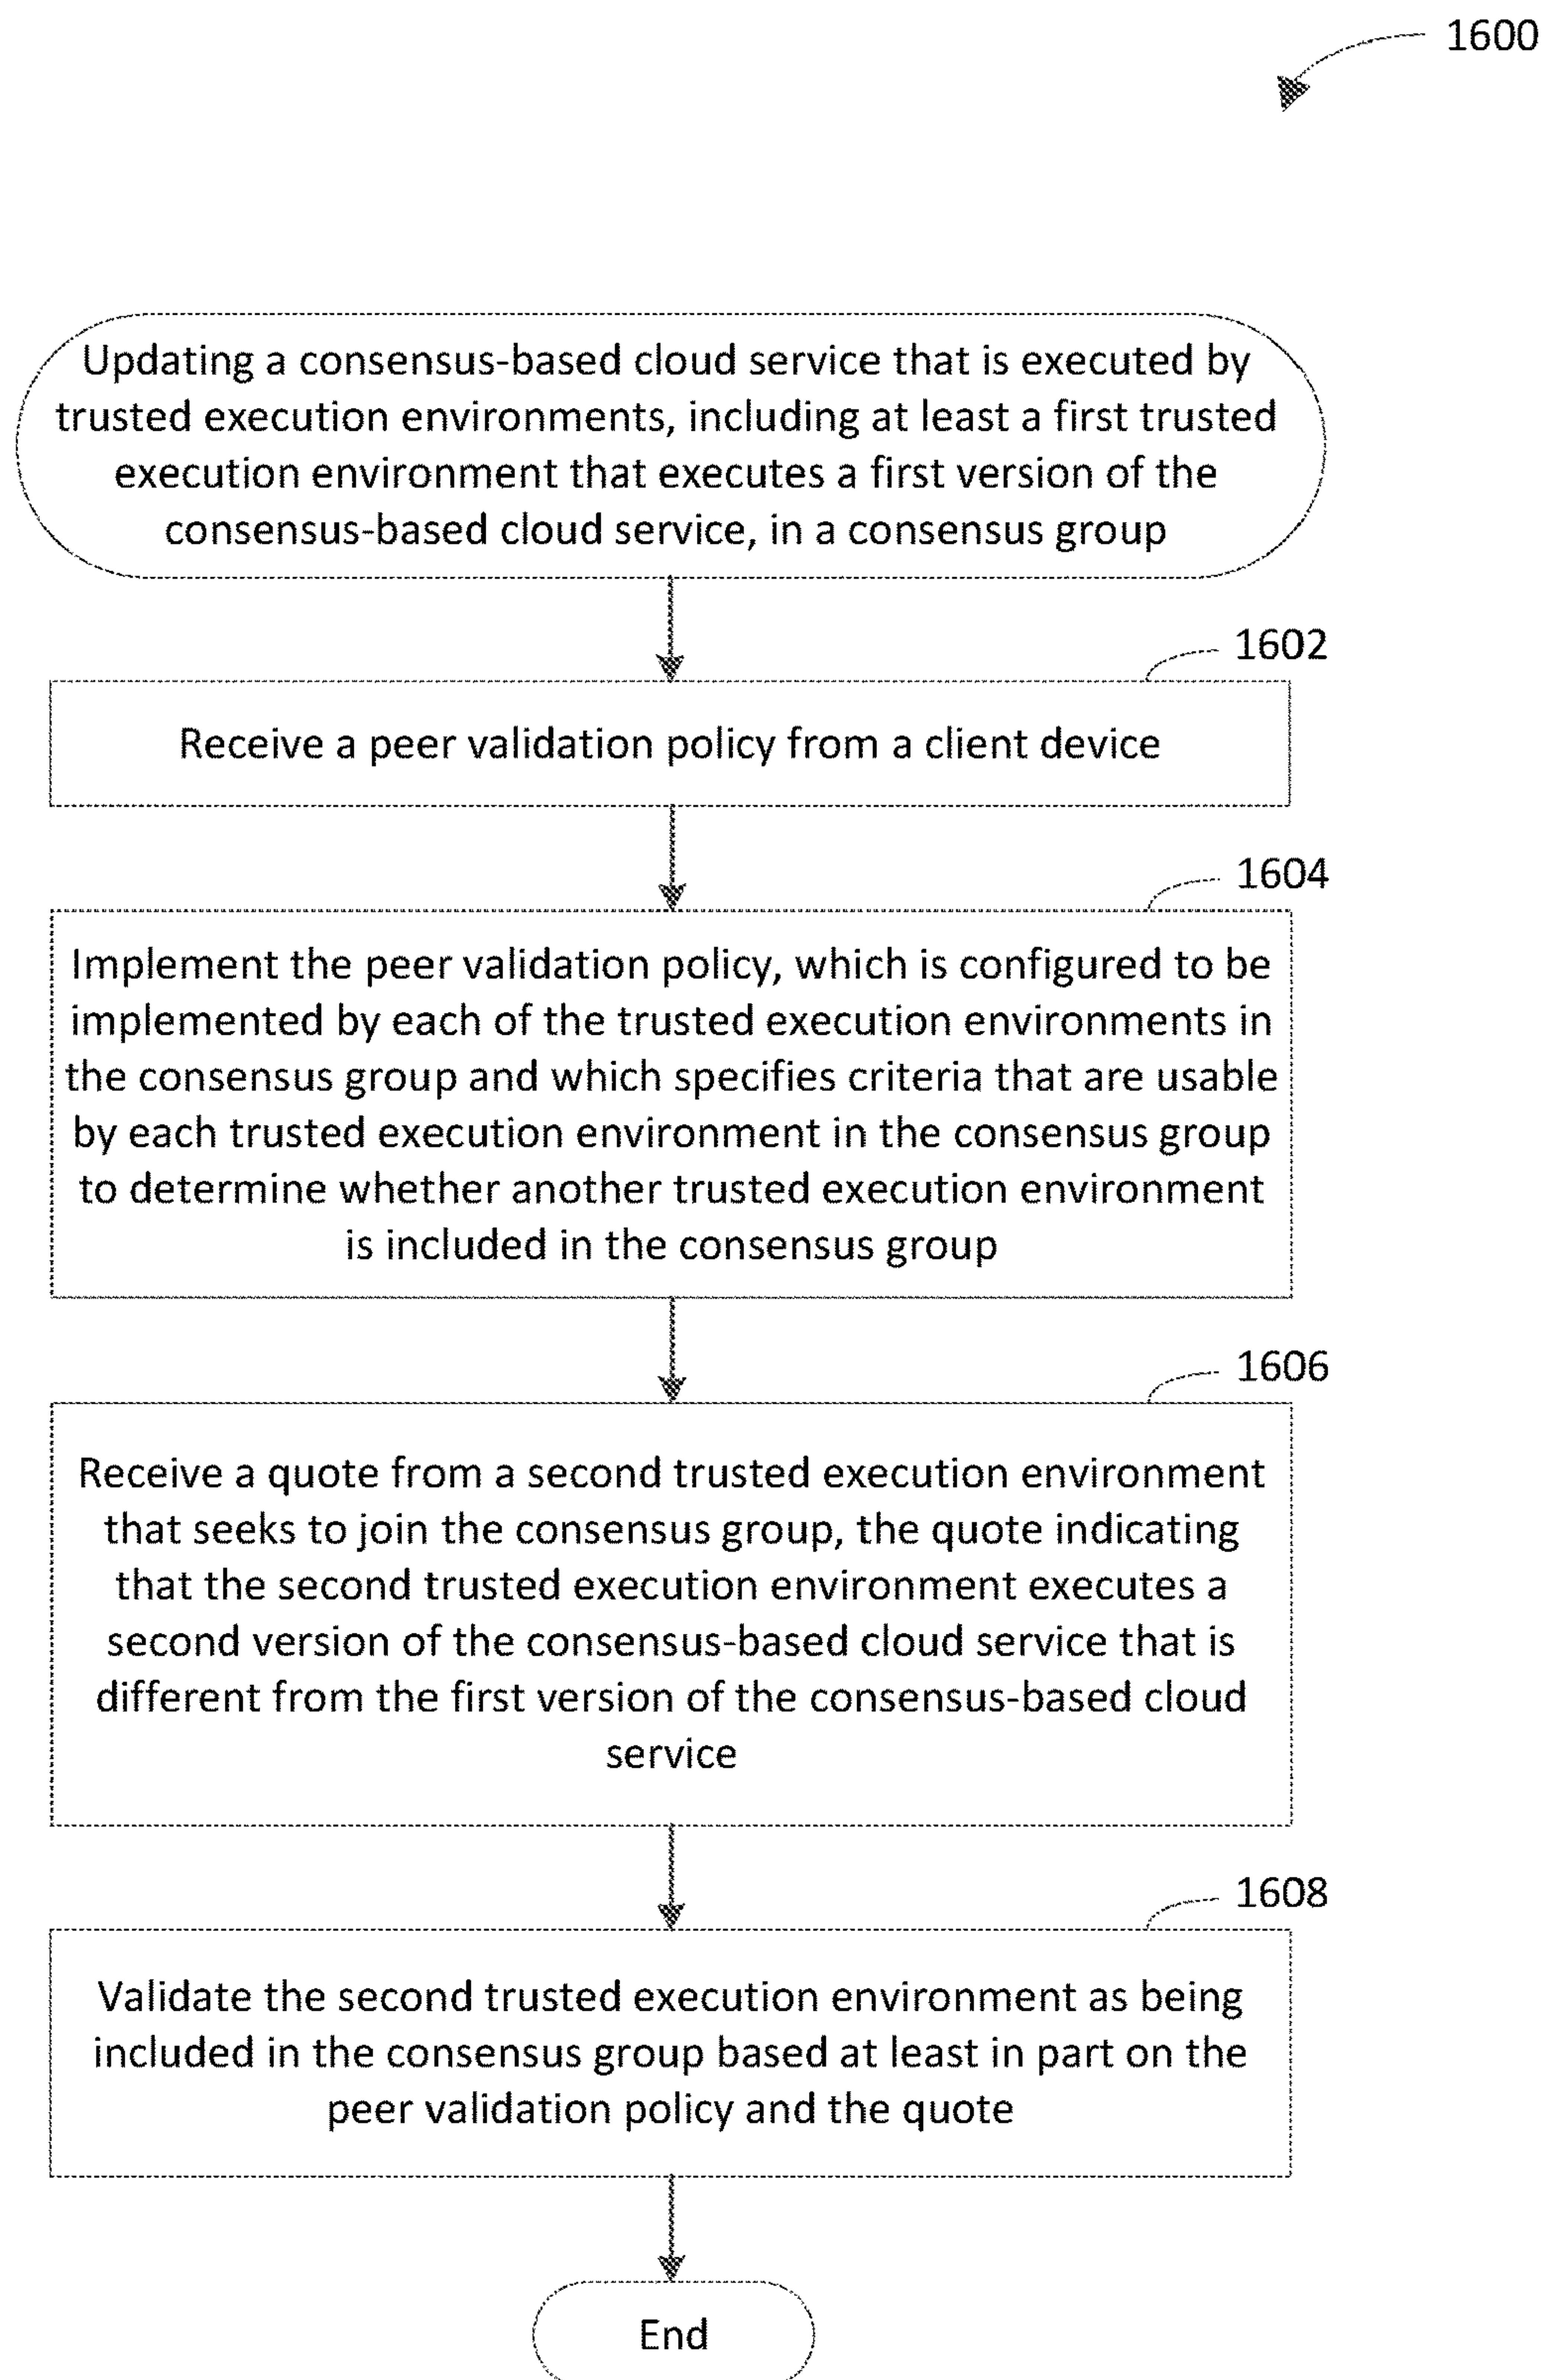 1600
Updating a consensus-based cloud service that is executed by
trusted execution environments, including at least a first trusted
execution environment that executes a first version of the
consensus-based cloud service, in a consensus group
1602
Receive a peer validation policy from a client device
1604
Implement the peer validation policy, which is configured to be
implemented by each of the trusted execution environments in
the consensus group and which specifies criteria that are usable
by each trusted execution environment in the consensus group
to determine whether another trusted execution environment
is included in the consensus group
1606
Receive a quote from a second trusted execution environment
that seeks to join the consensus group, the quote indicating
that the second trusted execution environment executes a
second version of the consensus-based cloud service that is
different from the first version of the consensus-based cloud
service
1608
Validate the second trusted execution environment as being
included in the consensus group based at least in part on the
peer validation policy and the quote
End